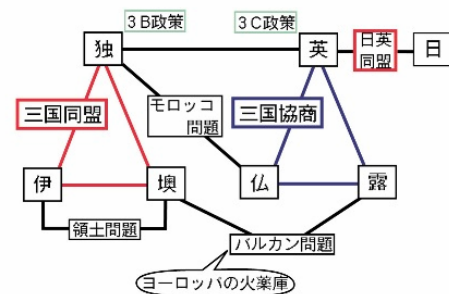 ３Ｂ政策
３Ｃ政策
独
英
日英
同盟
日
三国同盟
モロッコ
問題
三国協商
伊
墺
仏
露
領土問題
バルカン問題
ヨーロッパの火薬庫